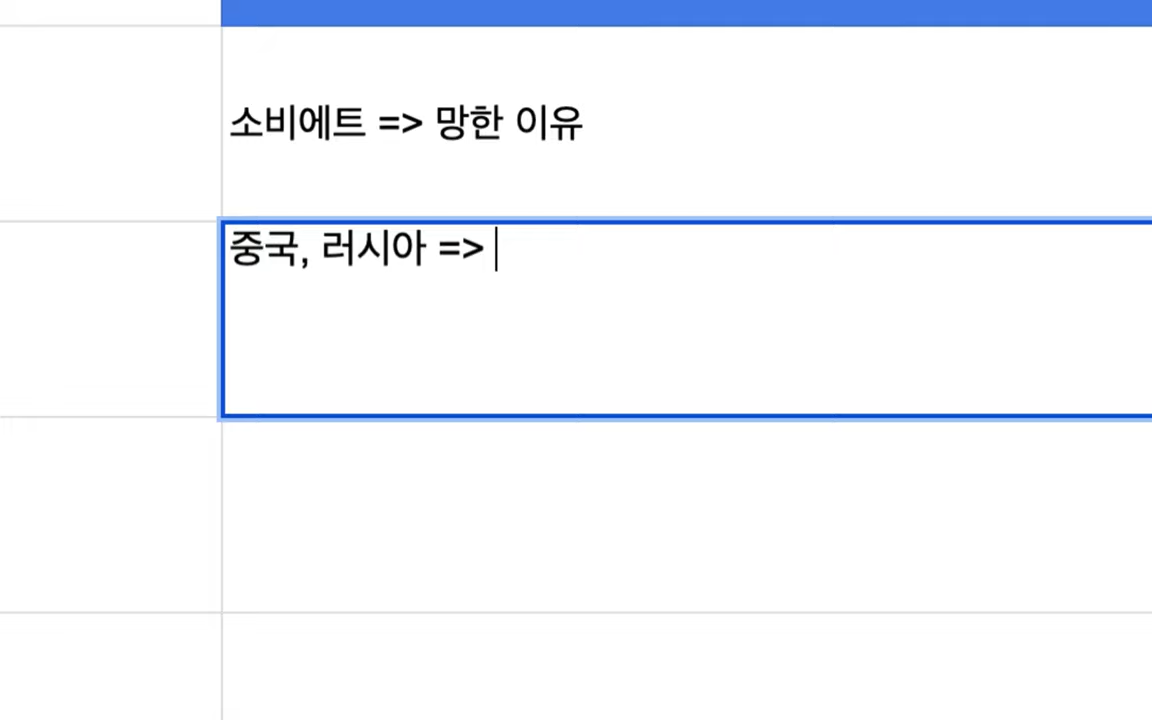 소비에트 => 망한 이유
중국, 러시아 =>